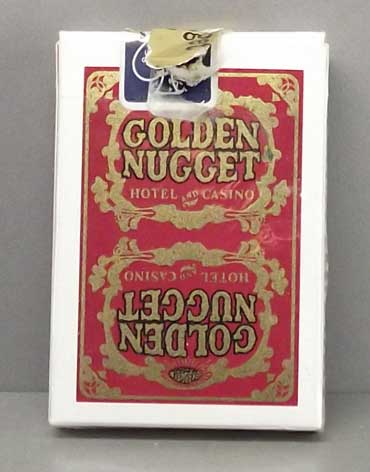 GOLDEN
NUGGET
HOTEL AND CASINO
HOTEL AND CASINO
GOLDEN
NUGGET